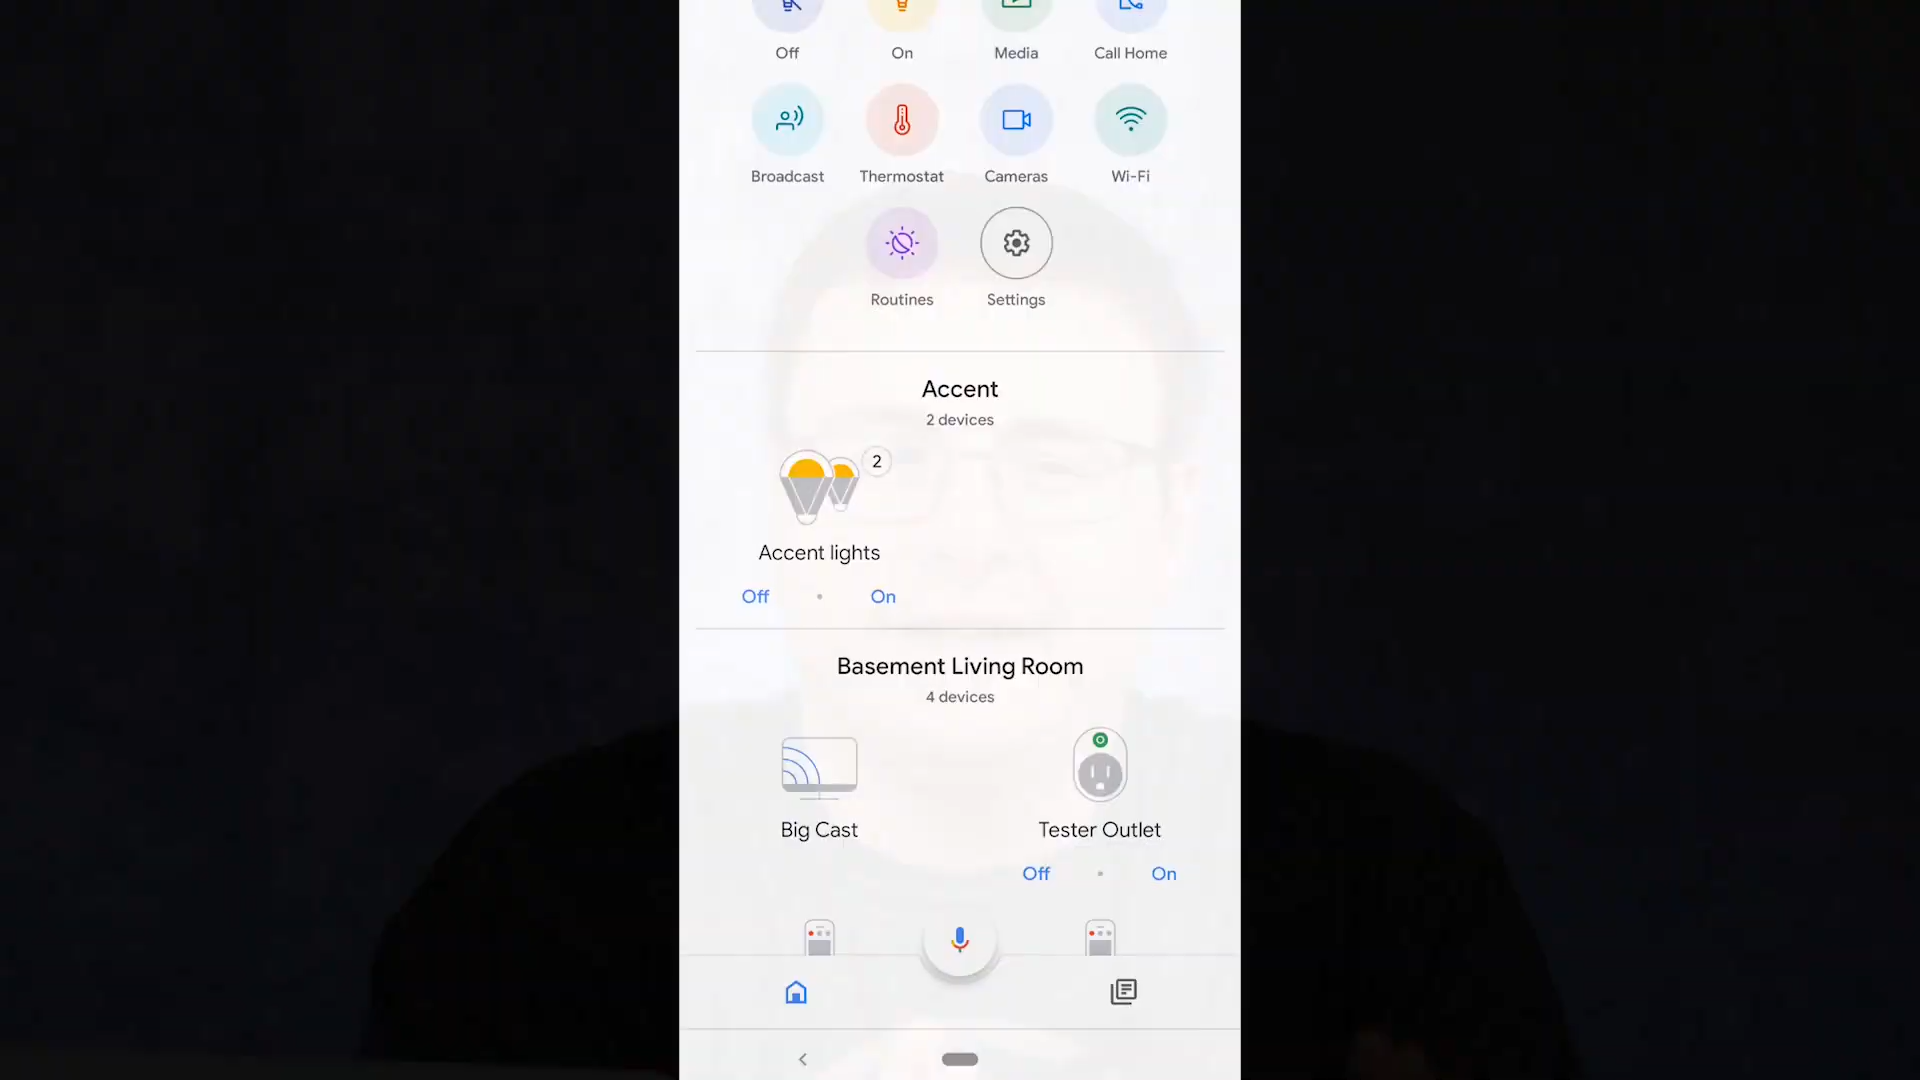 Off On Media Call Home
Broadcast Thermostat Cameras Wi-Fi
Routines Settings
Accent
2 devices
2
Accent lights
Off • On
Basement Living Room
4 devices
Big Cast Tester Outlet
Off • On